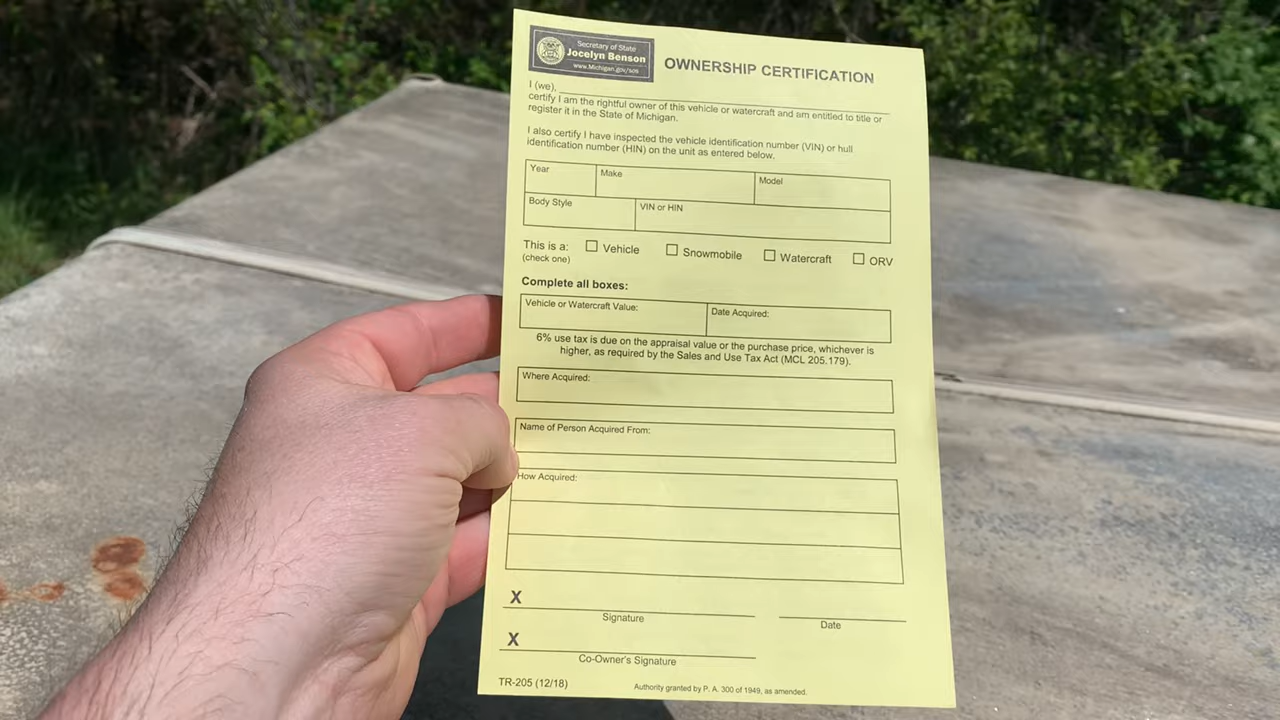 Secretary of State
Jocelyn Benson
www.Michigan.gov/sos
OWNERSHIP CERTIFICATION
I (we),
certify I am the rightful owner of this vehicle or watercraft and am entitled to title or
register it in the State of Michigan.
I also certify I have inspected the vehicle identification number (VIN) or hull
identification number (HIN) on the unit as entered below.
Year Make Model
Body Style VIN or HIN
This is a: Vehicle Snowmobile Watercraft ORV
(check one)
Complete all boxes:
Vehicle or Watercraft Value: Date Acquired:
6% use tax is due on the appraisal value or the purchase price, whichever is
higher, as required by the Sales and Use Tax Act (MCL 205.179).
Where Acquired:
Name of Person Acquired From:
How Acquired:
X
Signature Date
X
Co-Owner's Signature
TR-205 (12/18) Authority granted by P. A. 300 of 1949, as amended.